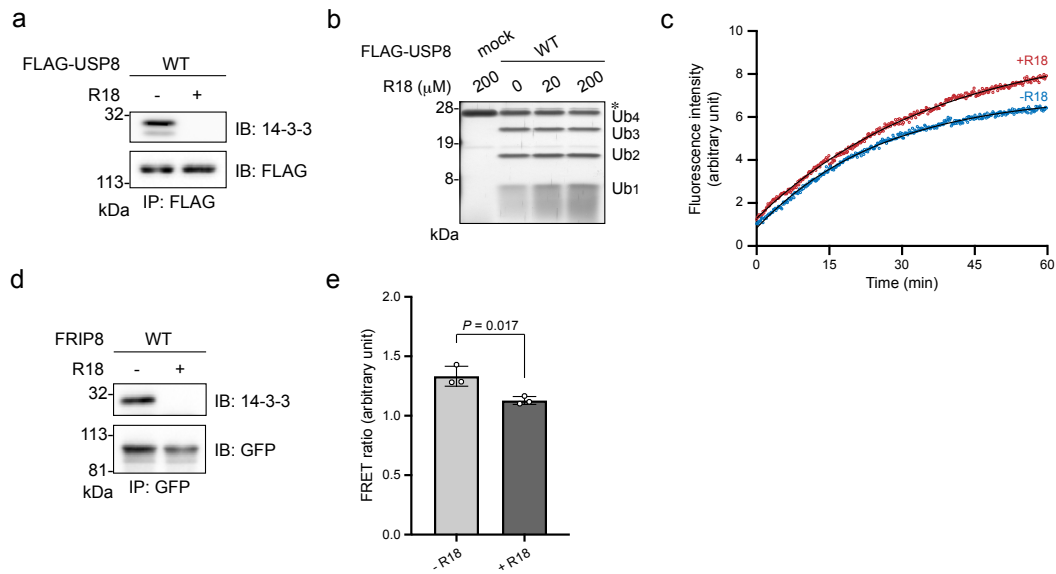 a
FLAG-USP8 WT
R18 - +
32
IB: 14-3-3
IB: FLAG
113
kDa IP: FLAG
b
FLAG-USP8 mock WT
R18 (μM) 200 0 20 200
28 *
Ub4
Ub3
19
Ub2
8
Ub1
kDa
c
Fluorescence intensity
(arbitrary unit)
10
8
6
4
2
0
+R18
-R18
0 15 30 45 60
Time (min)
d
FRIP8 WT
R18 - +
32
IB: 14-3-3
113
IB: GFP
81
kDa IP: GFP
e
FRET ratio (arbitrary unit)
2.0
1.5
1.0
0.5
0.0
P = 0.017
- R18 + R18